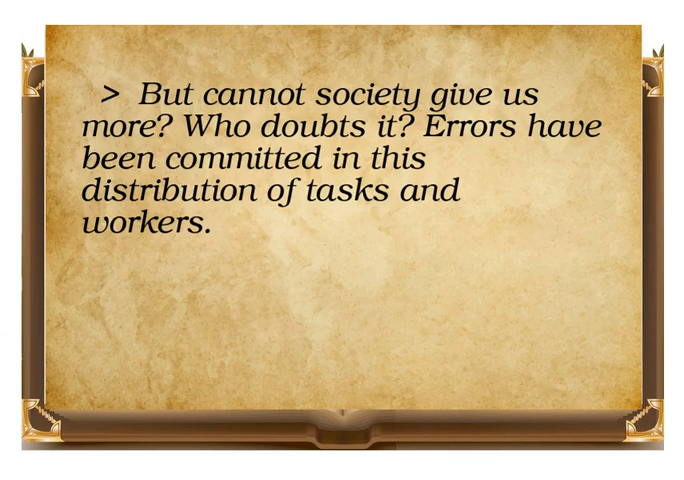 > But cannot society give us
more? Who doubts it? Errors have
been committed in this
distribution of tasks and
workers.